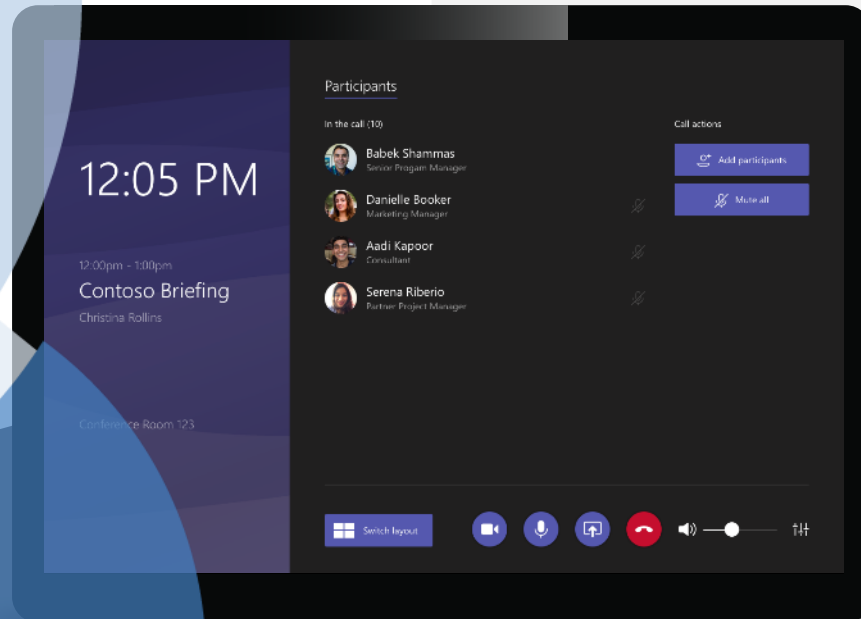 12:05 PM
12:00pm - 1:00pm
Contoso Briefing
Christina Rollins
Conference Room 123
Participants
In the call (10)
Babek Shammas
Senior Progam Manager
Danielle Booker
Marketing Manager
Aadi Kapoor
Consultant
Serena Riberio
Partner Project Manager
Call actions
Add participants
Mute all
Switch layout